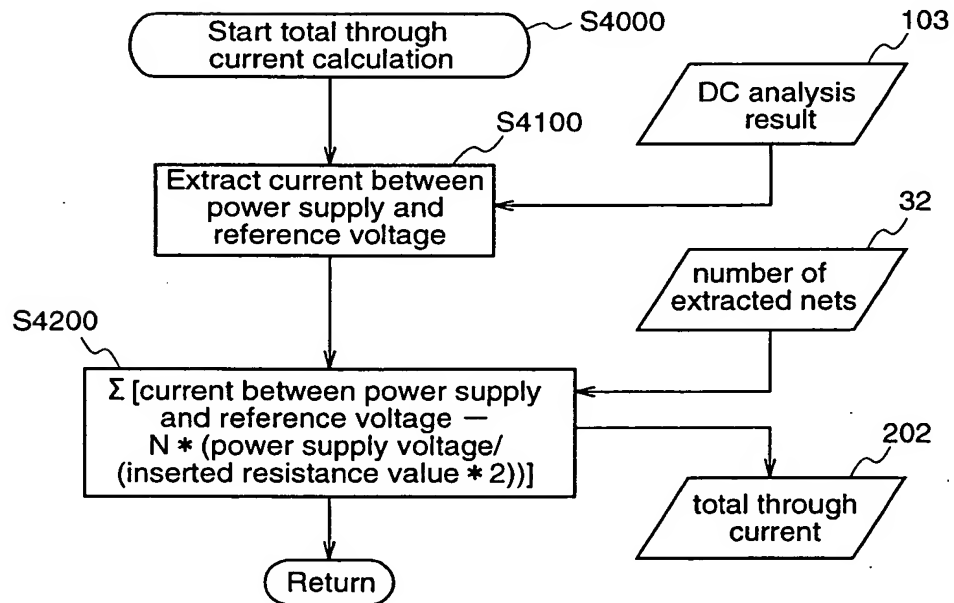 Start total through
current calculation
S4000
103
DC analysis
result
S4100
Extract current between
power supply and
reference voltage
32
number of
extracted nets
S4200
Σ [current between power supply
and reference voltage —
N * (power supply voltage/
(inserted resistance value * 2))]
202
total through
current
Return